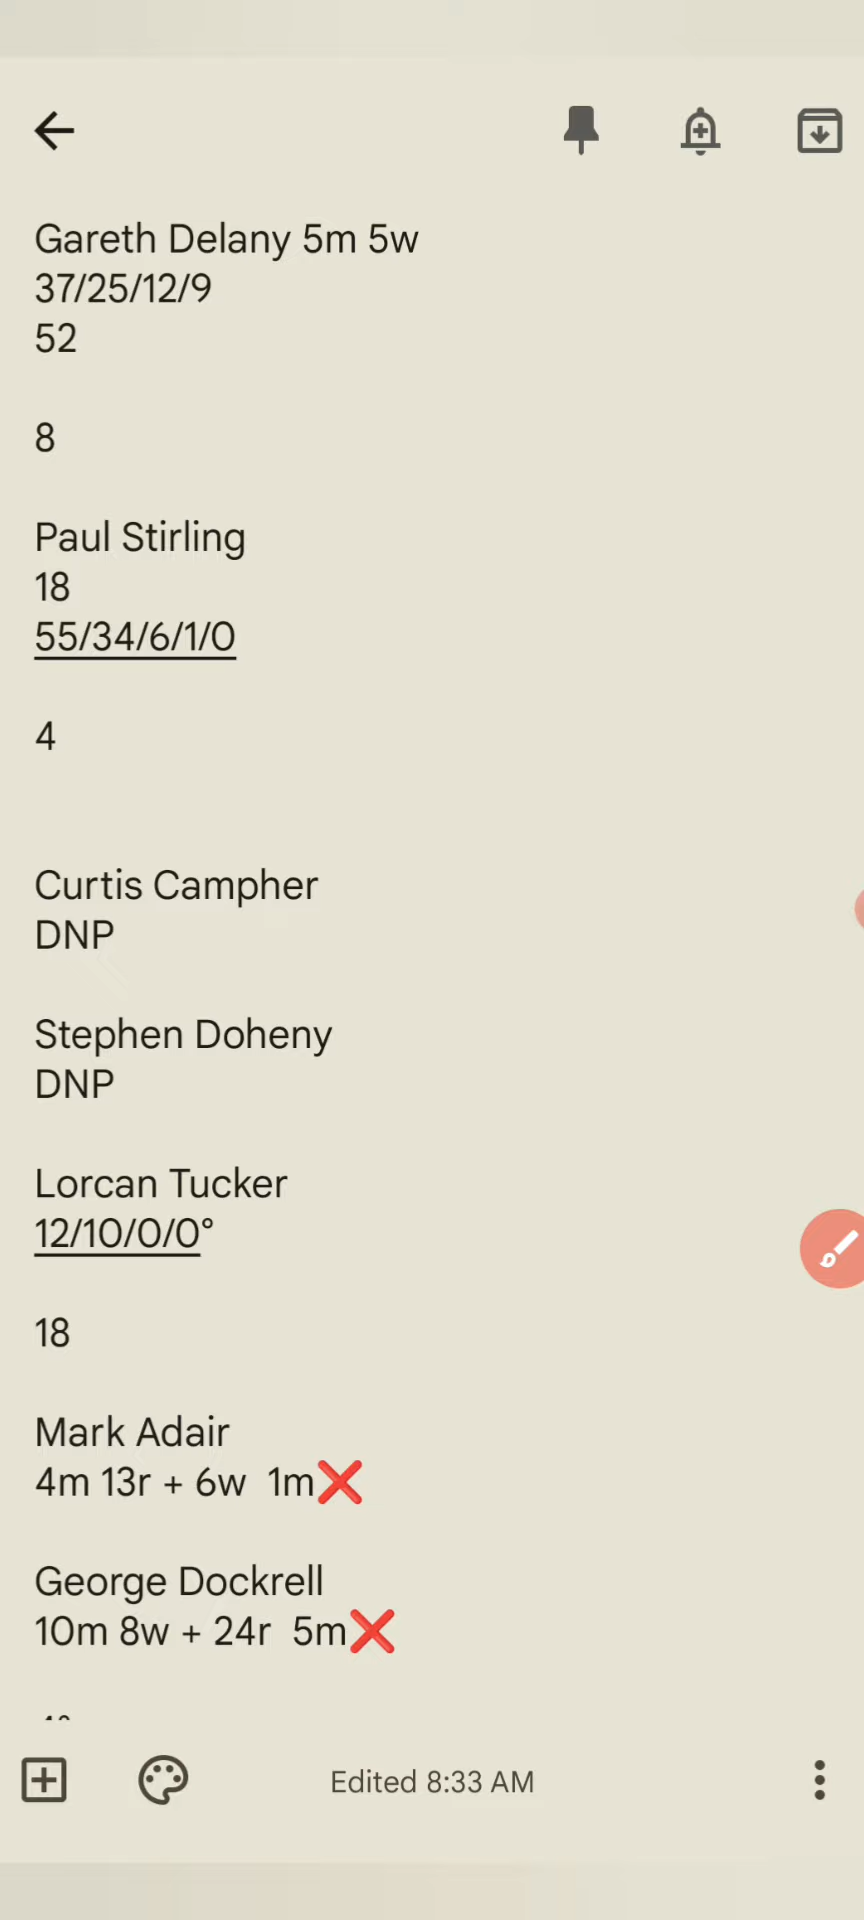 Gareth Delany 5m 5w
37/25/12/9
52
8
Paul Stirling
18
55/34/6/1/0
4
Curtis Campher
DNP
Stephen Doheny
DNP
Lorcan Tucker
12/10/0/0°
18
Mark Adair
4m 13r + 6w 1m❌
George Dockrell
10m 8w + 24r 5m❌
Edited 8:33 AM